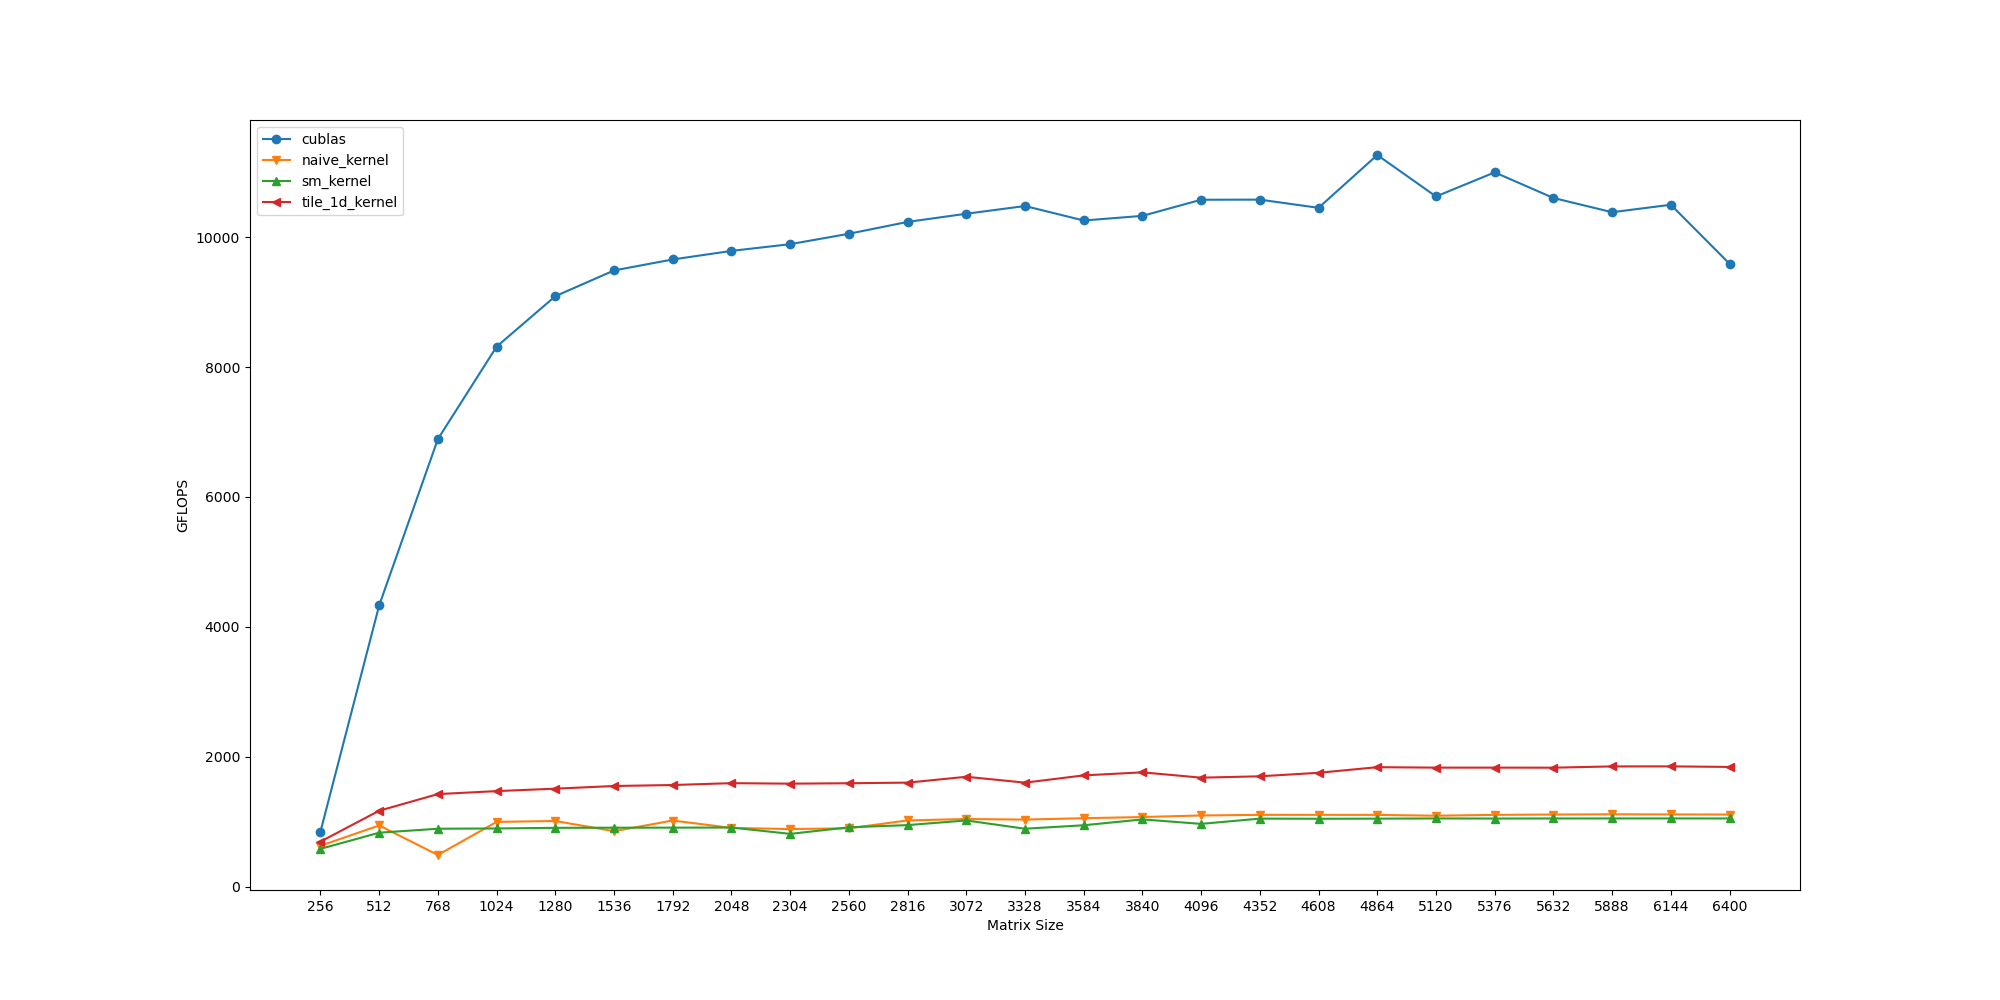 cublas
naive_kernel
sm_kernel
tile_1d_kernel
10000
8000
6000
4000
2000
0
GFLOPS
256 512 768 1024 1280 1536 1792 2048 2304 2560 2816 3072 3328 3584 3840 4096 4352 4608 4864 5120 5376 5632 5888 6144 6400
Matrix Size